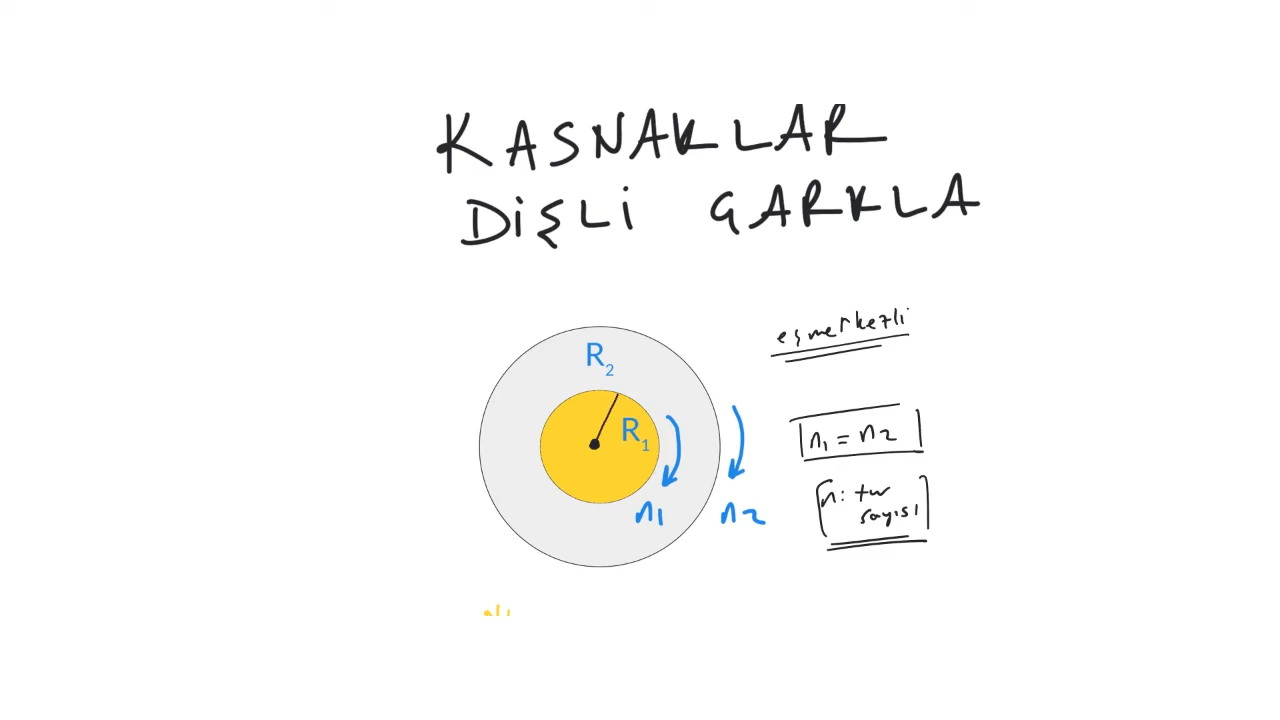 KASNAKLAR
DİŞLİ ÇARKLA
eşmerkezli
R2
R1
n1 = n2
n: tur
sayısı
n1
n2